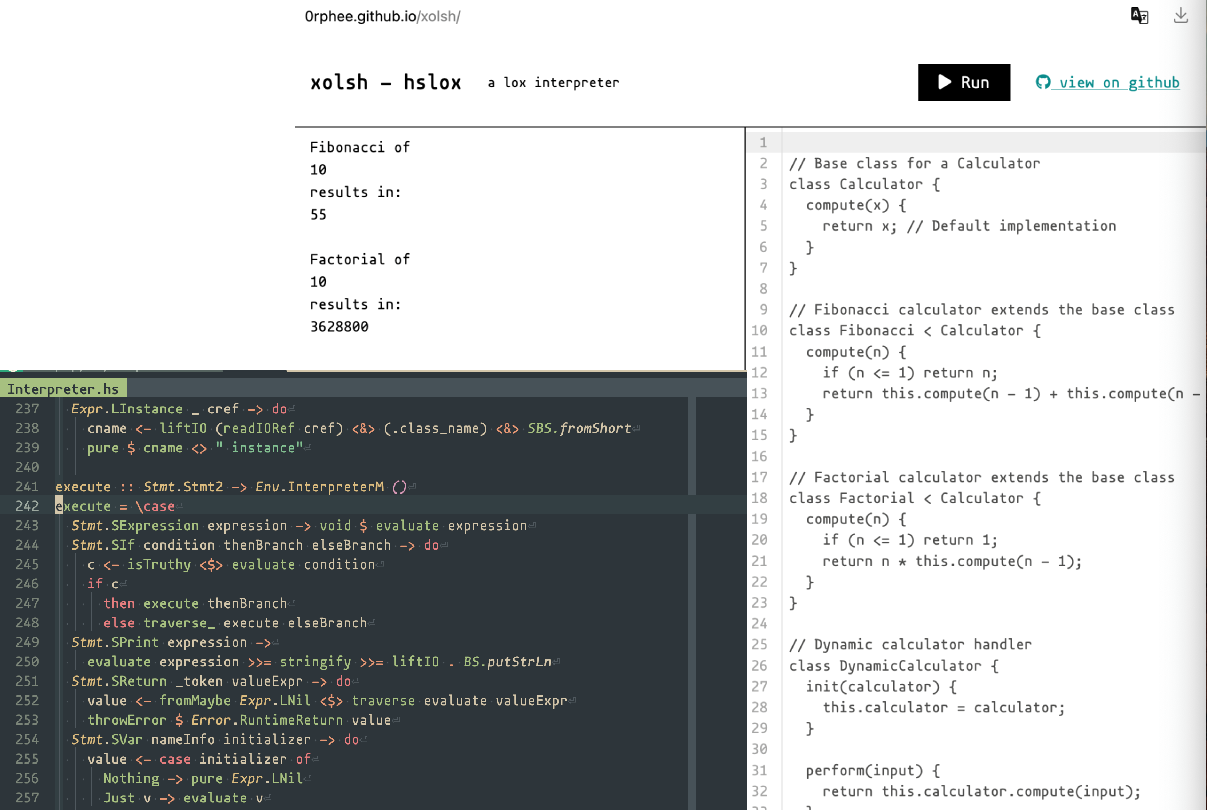 0rphee.github.io/xolsh/
xolsh – hslox
a lox interpreter
Run
view on github
Fibonacci of
10
results in:
55
Factorial of
10
results in:
3628800
1
2 // Base class for a Calculator
3 class Calculator {
4 compute(x) {
5 return x; // Default implementation
6 }
7 }
8
9 // Fibonacci calculator extends the base class
10 class Fibonacci < Calculator {
11 compute(n) {
12 if (n <= 1) return n;
13 return this.compute(n - 1) + this.compute(n -
14 }
15 }
16
17 // Factorial calculator extends the base class
18 class Factorial < Calculator {
19 compute(n) {
20 if (n <= 1) return 1;
21 return n * this.compute(n - 1);
22 }
23 }
24
25 // Dynamic calculator handler
26 class DynamicCalculator {
27 init(calculator) {
28 this.calculator = calculator;
29 }
30
31 perform(input) {
32 return this.calculator.compute(input);
Interpreter.hs
237 Expr.LInstance _ cref -> do
238 cname <- liftIO (readIORef cref) <&> (.class_name) <&> SBS.fromShort
239 pure $ cname <> " instance"
240
241 execute :: Stmt.Stmt2 -> Env.InterpreterM ()
242 execute = \case
243 Stmt.SExpression expression -> void $ evaluate expression
244 Stmt.SIf condition thenBranch elseBranch -> do
245 c <- isTruthy <$> evaluate condition
246 if c
247 then execute thenBranch
248 else traverse_ execute elseBranch
249 Stmt.SPrint expression ->
250 evaluate expression >>= stringify >>= liftIO . BS.putStrLn
251 Stmt.SReturn _token valueExpr -> do
252 value <- fromMaybe Expr.LNil <$> traverse evaluate valueExpr
253 throwError $ Error.RuntimeReturn value
254 Stmt.SVar nameInfo initializer -> do
255 value <- case initializer of
256 Nothing -> pure Expr.LNil
257 Just v -> evaluate v